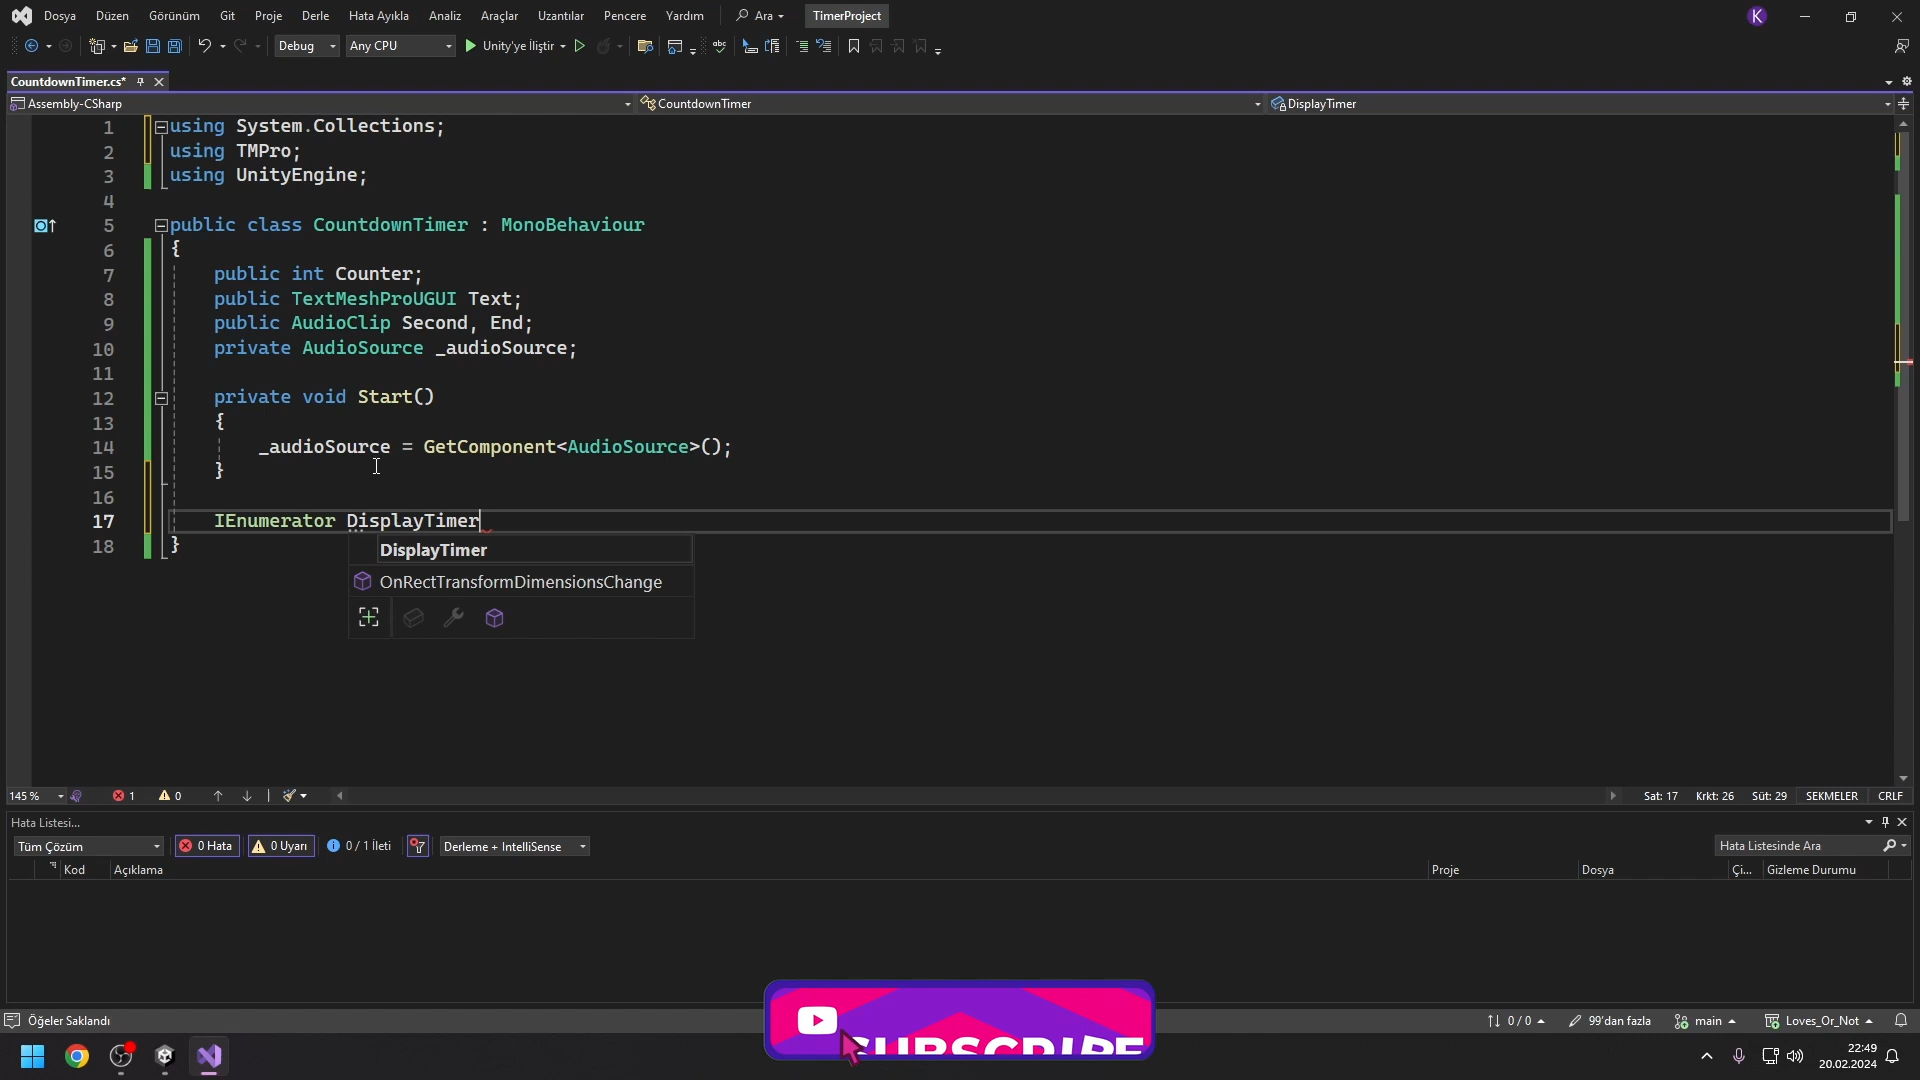 Dosya Düzen Görünüm Git Proje Derle Hata Ayıkla Analiz Araçlar Uzantılar Pencere Yardım Ara TimerProject K
Debug Any CPU Unity'ye İliştir
CountdownTimer.cs*
Assembly-CSharp CountdownTimer DisplayTimer
1 using System.Collections;
2 using TMPro;
3 using UnityEngine;
4
5 public class CountdownTimer : MonoBehaviour
6 {
7 public int Counter;
8 public TextMeshProUGUI Text;
9 public AudioClip Second, End;
10 private AudioSource _audioSource;
11
12 private void Start()
13 {
14 _audioSource = GetComponent<AudioSource>();
15 }
16
17 IEnumerator DisplayTimer
18 }
DisplayTimer
OnRectTransformDimensionsChange
145 % 1 0 Sat: 17 Krkt: 26 Süt: 29 SEKMELER CRLF
Hata Listesi...
Tüm Çözüm 0 Hata 0 Uyarı 0 / 1 İleti Derleme + IntelliSense Hata Listesinde Ara
Kod Açıklama Proje Dosya Çi... Gizleme Durumu
SUBSCRIBE
Öğeler Saklandı 0 / 0 99'dan fazla main Loves_Or_Not
22:49
20.02.2024